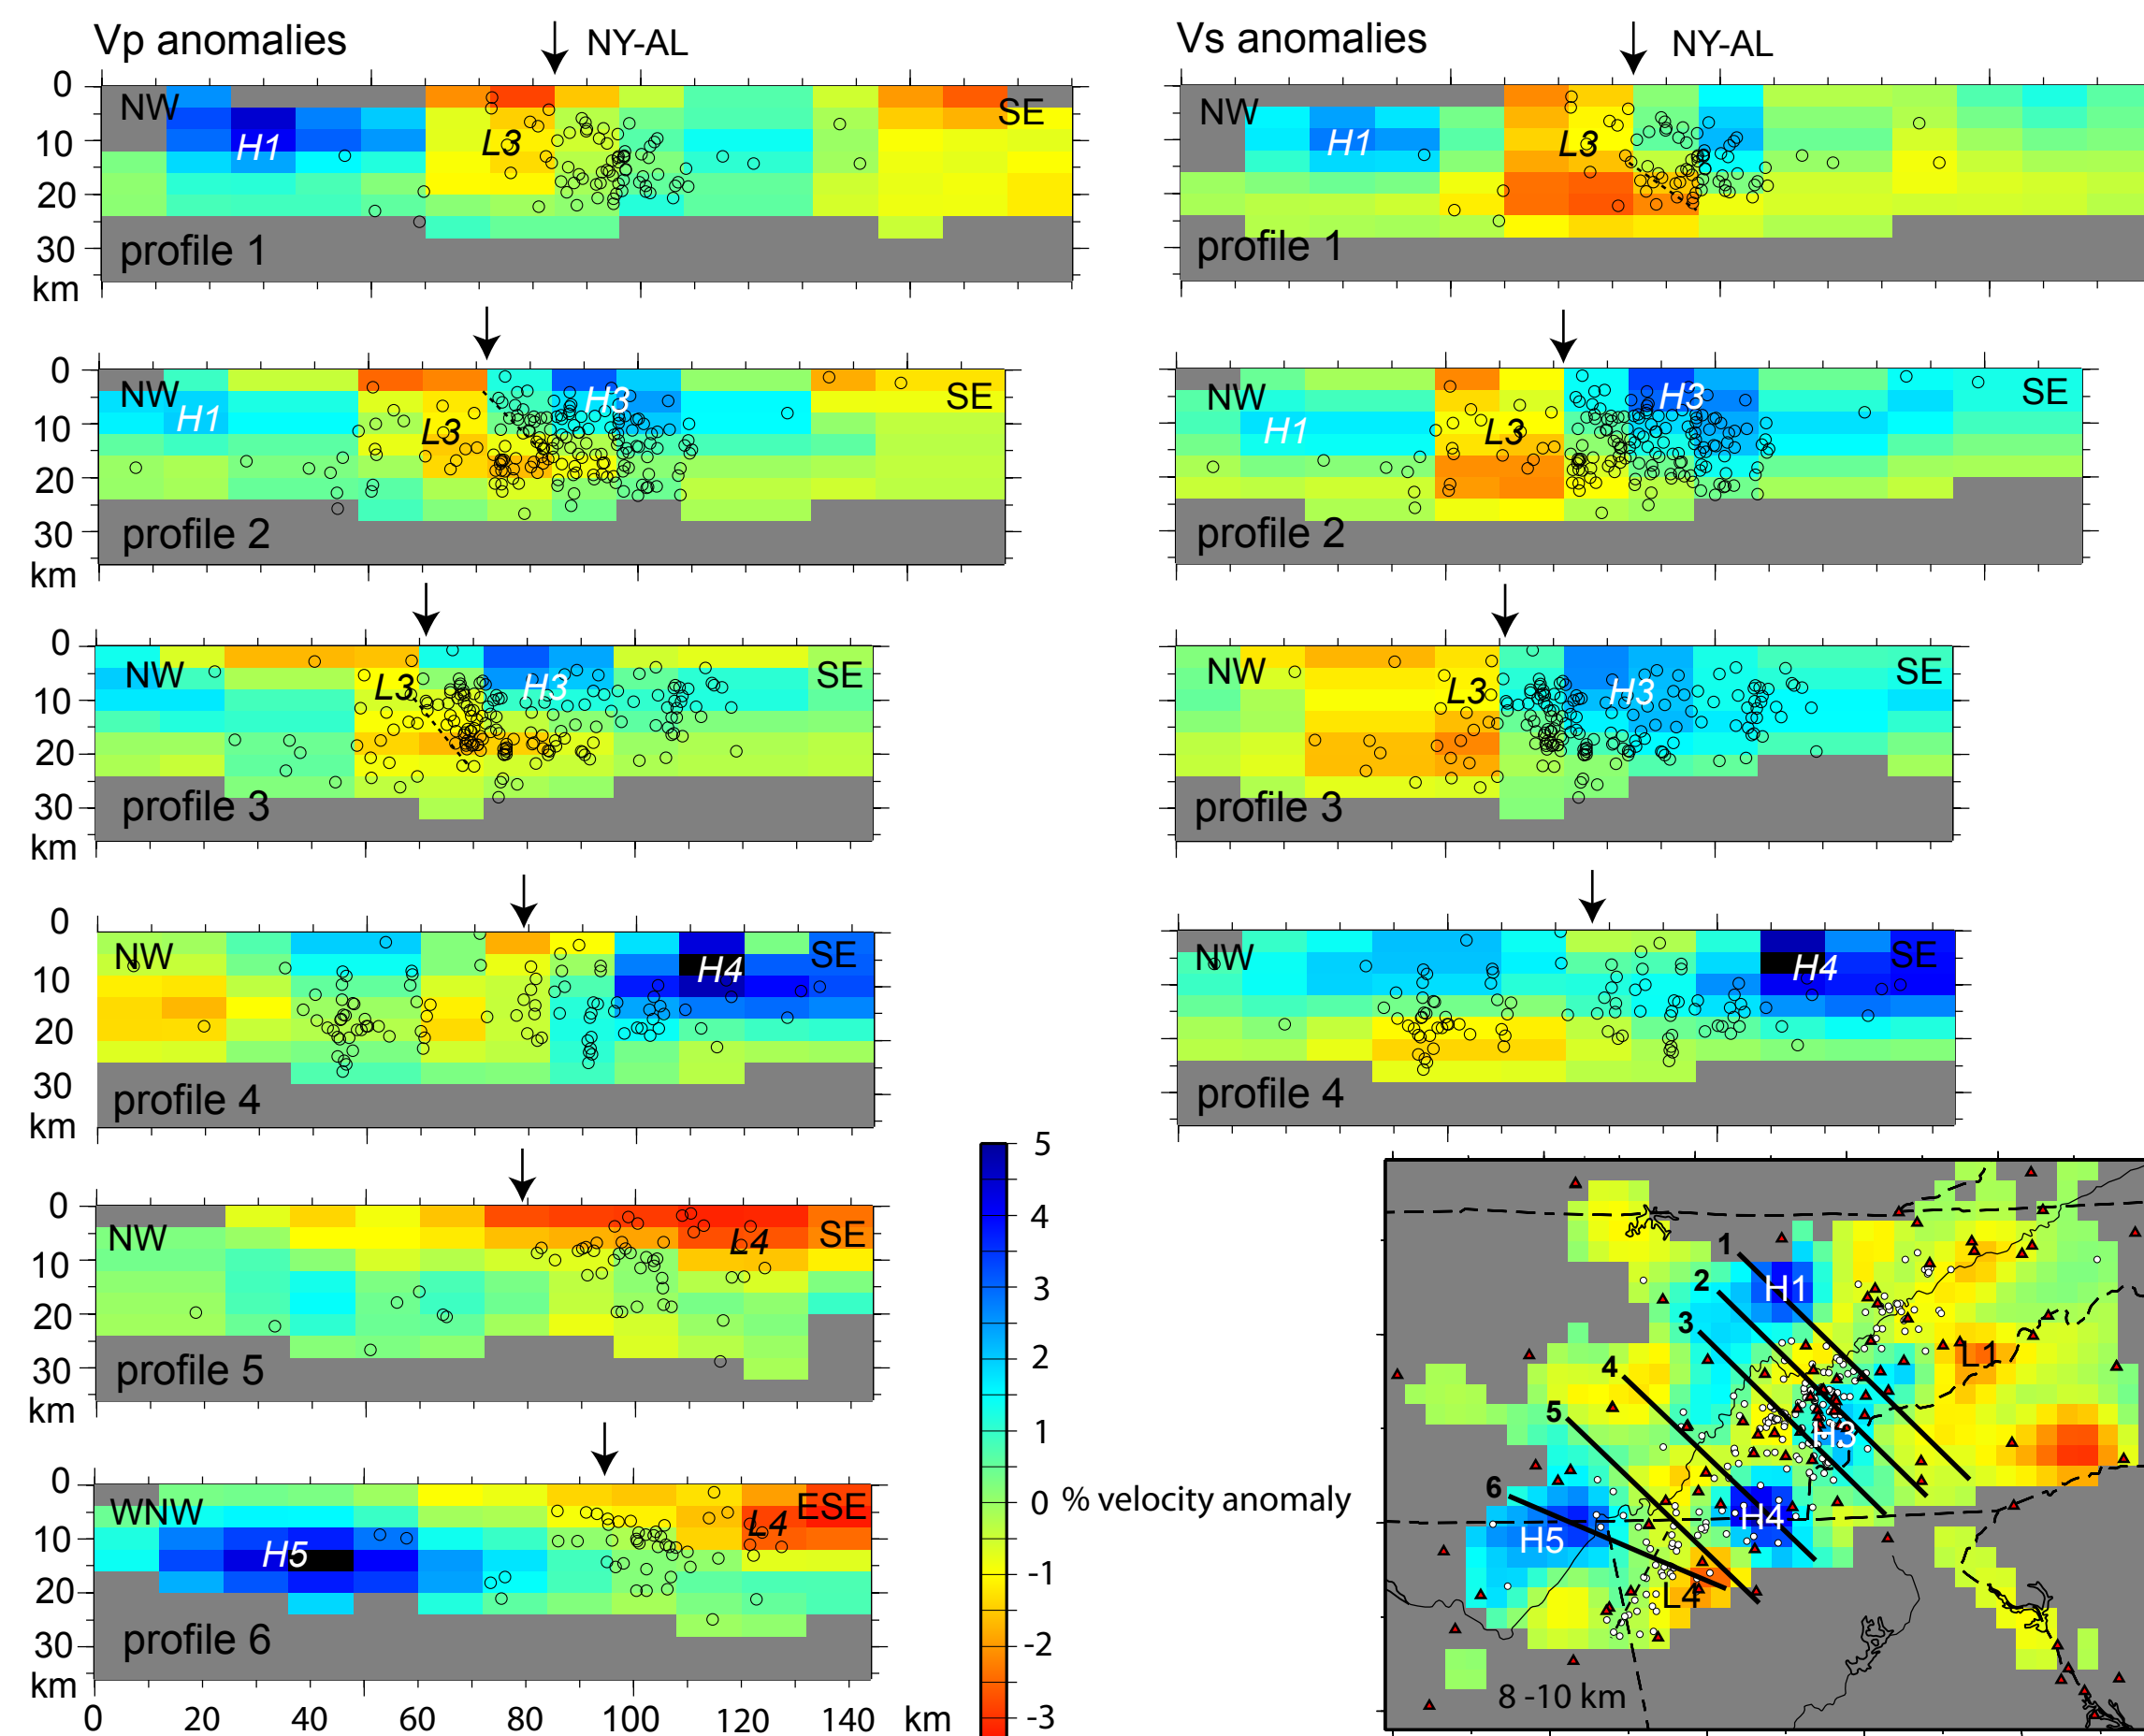 Vp anomalies
NY-AL
0
10
20
30
km
NW
SE
H1
L3
profile 1
0
10
20
30
km
NW
SE
H1
L3
H3
profile 2
0
10
20
30
km
NW
SE
L3
H3
profile 3
0
10
20
30
km
NW
SE
H4
profile 4
0
10
20
30
km
NW
SE
L4
profile 5
0
10
20
30
km
WNW
ESE
H5
L4
profile 6
0 20 40 60 80 100 120 140 km
Vs anomalies
NY-AL
NW
H1
L3
profile 1
NW
SE
H1
L3
H3
profile 2
NW
SE
L3
H3
profile 3
NW
SE
H4
profile 4
5
4
3
2
1
0
-1
-2
-3
% velocity anomaly
1
2
3
4
5
6
H1
L1
H3
H4
H5
L4
8 -10 km